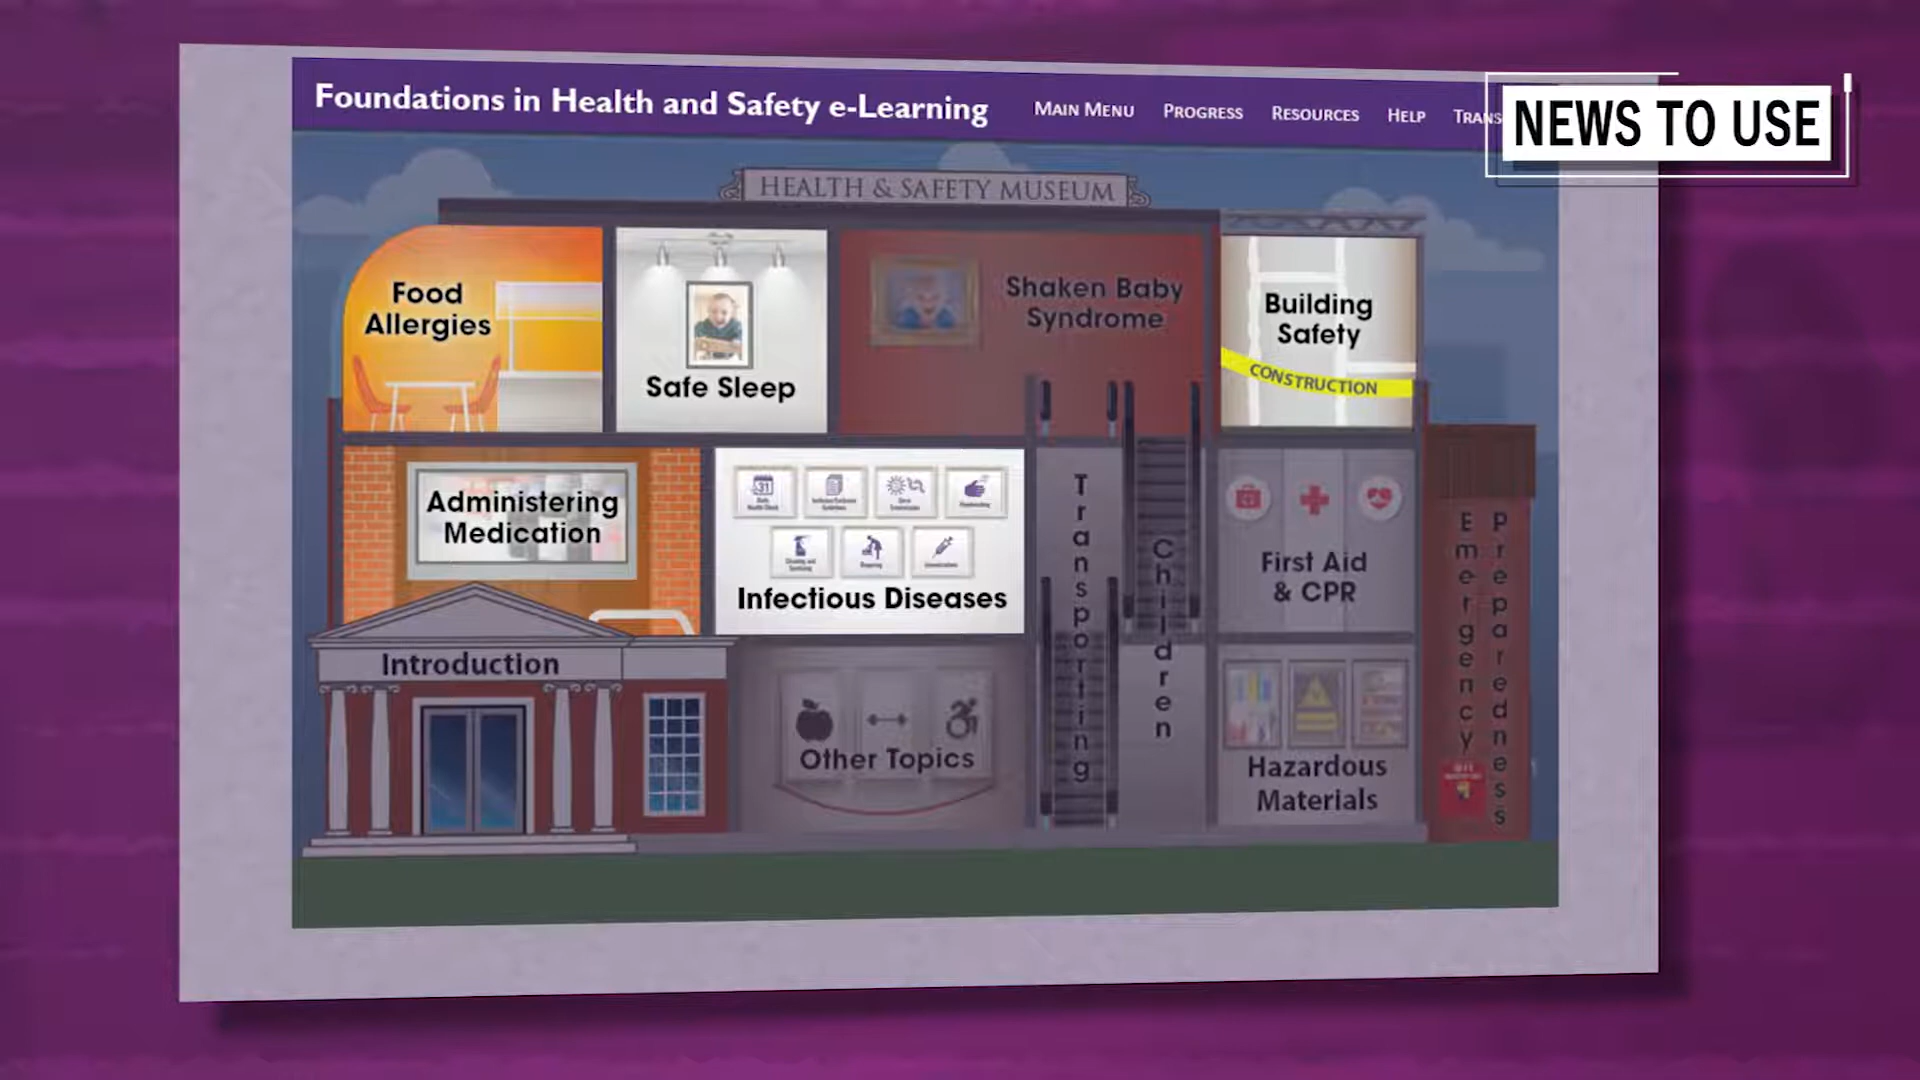 Foundations in Health and Safety e-Learning
MAIN MENU PROGRESS RESOURCES HELP
NEWS TO USE
HEALTH & SAFETY MUSEUM
Food
Allergies
Safe Sleep
Shaken Baby
Syndrome
Building
Safety
CONSTRUCTION
Administering
Medication
31
Infectious Diseases
Transporting
Children
First Aid
& CPR
Emergency
Preparedness
Introduction
Other Topics
Hazardous
Materials